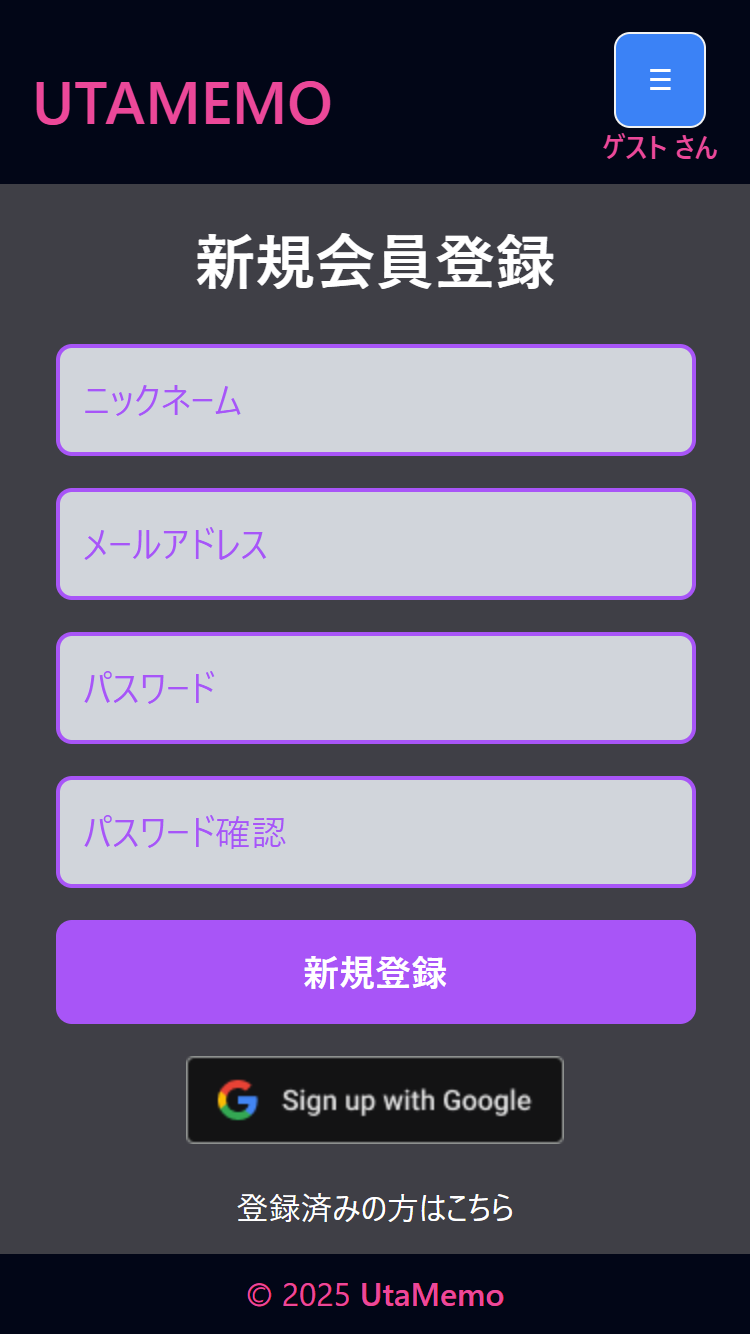 UTAMEMO
☰
ゲスト さん
新規会員登録
ニックネーム
メールアドレス
パスワード
パスワード確認
新規登録
Sign up with Google
登録済みの方はこちら
© 2025 UtaMemo